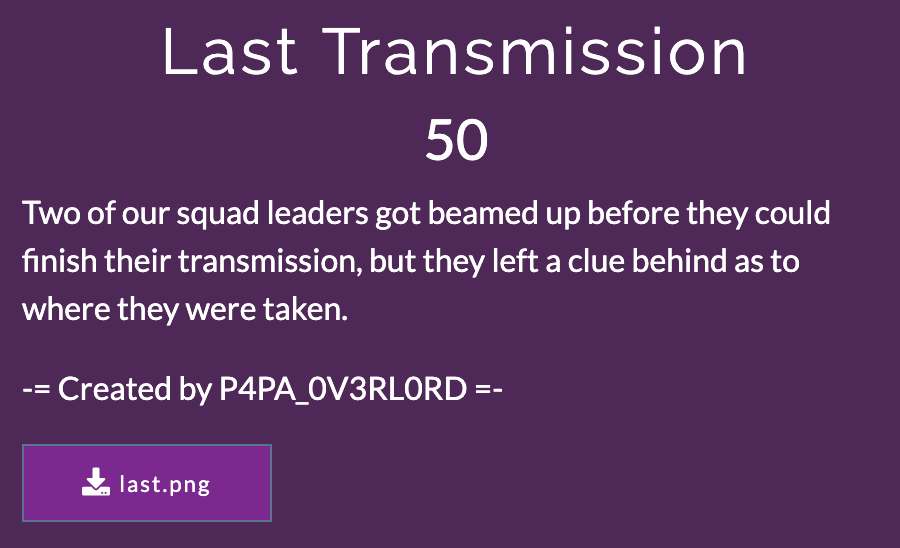 Last Transmission
50
Two of our squad leaders got beamed up before they could
finish their transmission, but they left a clue behind as to
where they were taken.
-= Created by P4PA_0V3RL0RD =-
last.png